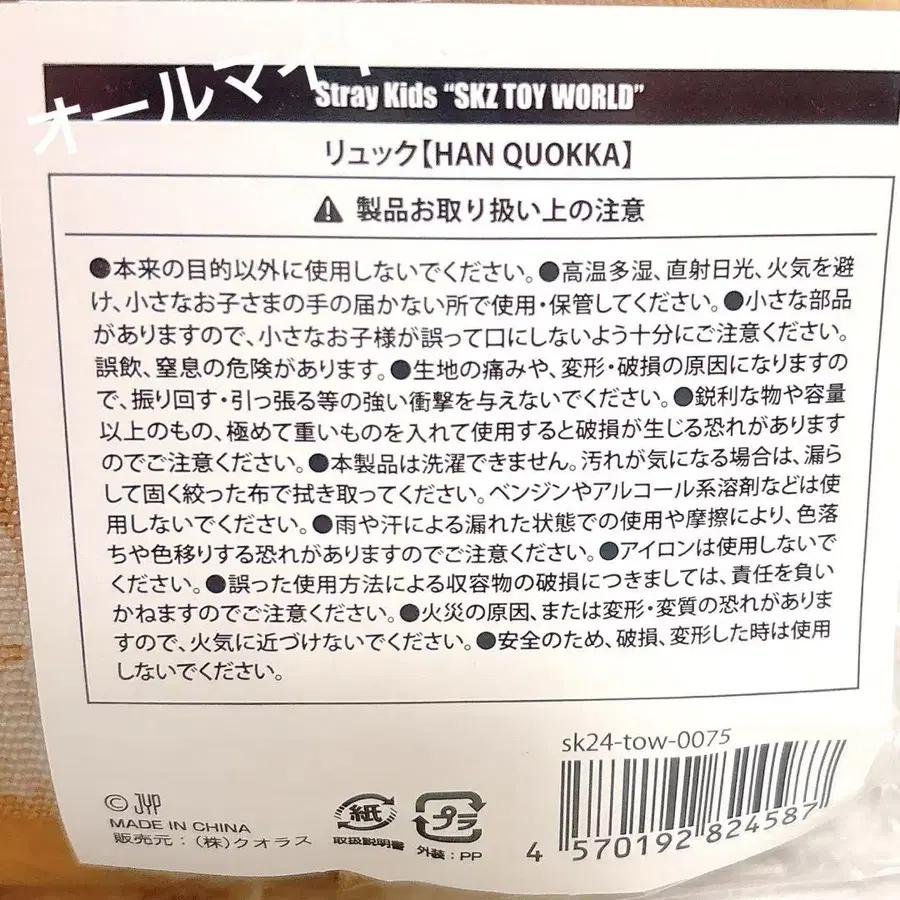 オールマイト
Stray Kids “SKZ TOY WORLD”
リュック【HAN QUOKKA】
製品お取り扱い上の注意
●本来の目的以外に使用しないでください。●高温多湿、直射日光、火気を避
け、小さなお子さまの手の届かない所で使用・保管してください。●小さな部品
がありますので、小さなお子様が誤って口にしないよう十分にご注意ください。
誤飲、窒息の危険があります。●生地の痛みや、変形・破損の原因になりますの
で、振り回す・引っ張る等の強い衝撃を与えないでください。●鋭利な物や容量
以上のもの、極めて重いものを入れて使用すると破損が生じる恐れがあります
のでご注意ください。●本製品は洗濯できません。汚れが気になる場合は、濡ら
して固く絞った布で拭き取ってください。ベンジンやアルコール系溶剤などは使
用しないでください。●雨や汗による濡れた状態での使用や摩擦により、色落
ちや色移りする恐れがありますのでご注意ください。●アイロンは使用しないで
ください。●誤った使用方法による収容物の破損につきましては、責任を負い
かねますのでご注意ください。●火災の原因、または変形・変質の恐れがありま
すので、火気に近づけないでください。●安全のため、破損、変形した時は使用
しないでください。
sk24-tow-0075
© JYP
MADE IN CHINA
販売元:(株)クオラス
紙
取扱説明書
プラ
外装:PP
4 570192 824587